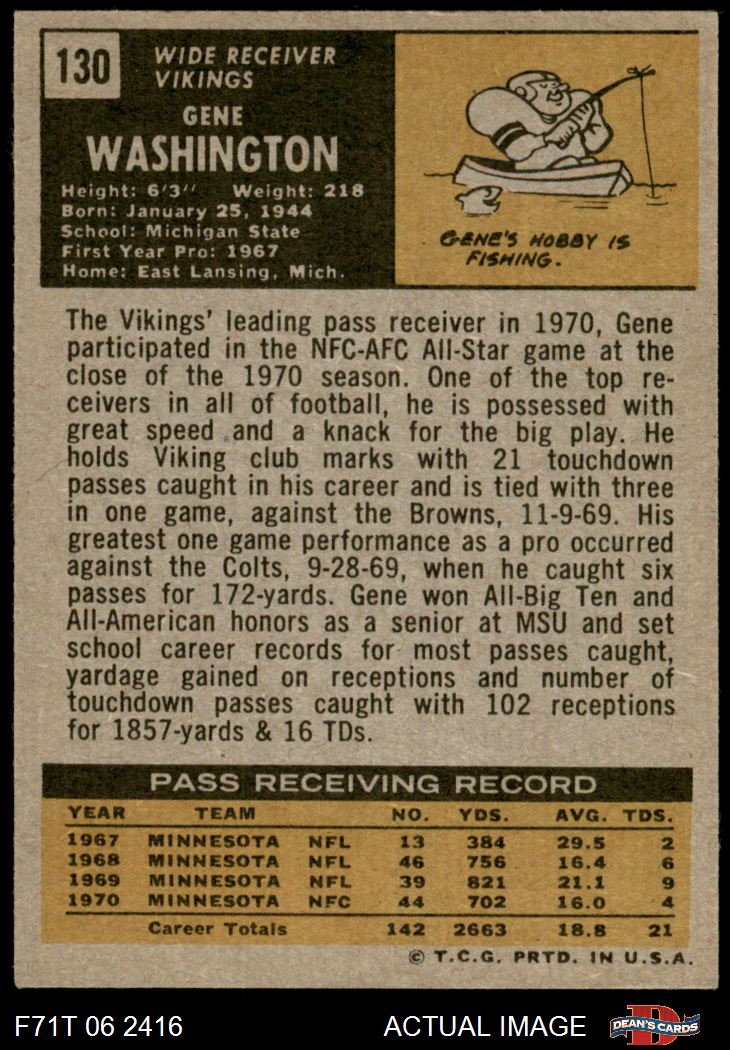 130
WIDE RECEIVER
VIKINGS
GENE
WASHINGTON
Height: 6'3" Weight: 218
Born: January 25, 1944
School: Michigan State
First Year Pro: 1967
Home: East Lansing, Mich.
GENE'S HOBBY IS
FISHING.
The Vikings' leading pass receiver in 1970, Gene
participated in the NFC-AFC All-Star game at the
close of the 1970 season. One of the top re-
ceivers in all of football, he is possessed with
great speed and a knack for the big play. He
holds Viking club marks with 21 touchdown
passes caught in his career and is tied with three
in one game, against the Browns, 11-9-69. His
greatest one game performance as a pro occurred
against the Colts, 9-28-69, when he caught six
passes for 172-yards. Gene won All-Big Ten and
All-American honors as a senior at MSU and set
school career records for most passes caught,
yardage gained on receptions and number of
touchdown passes caught with 102 receptions
for 1857-yards & 16 TDs.
PASS RECEIVING RECORD
YEAR TEAM NO. YDS. AVG. TDS.
1967 MINNESOTA NFL 13 384 29.5 2
1968 MINNESOTA NFL 46 756 16.4 6
1969 MINNESOTA NFL 39 821 21.1 9
1970 MINNESOTA NFC 44 702 16.0 4
Career Totals 142 2663 18.8 21
© T.C.G. PRTD. IN U.S.A.
F71T 06 2416 ACTUAL IMAGE
D
DEAN'S CARDS